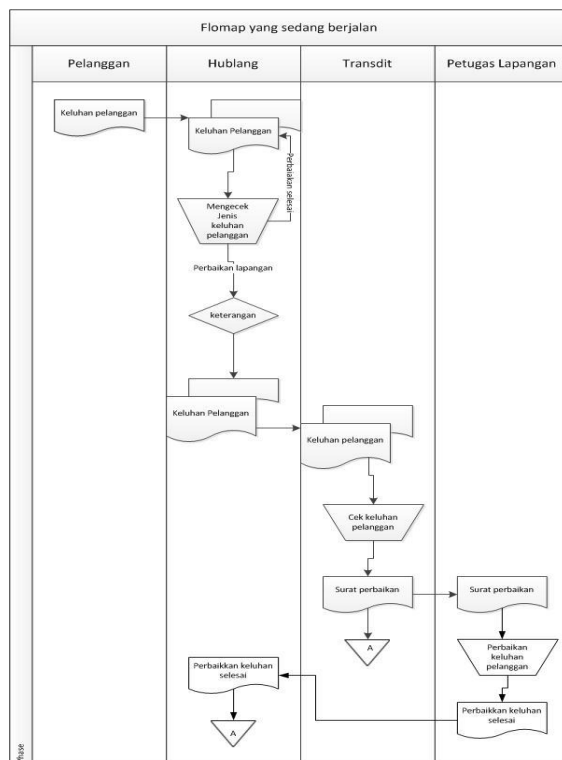 Flomap yang sedang berjalan
Pelanggan
Hublang
Transdit
Petugas Lapangan
Keluhan pelanggan
Keluhan Pelanggan
Perbaiakan selesai
Mengecek
Jenis
keluhan
pelanggan
Perbaikan lapangan
keterangan
Keluhan Pelanggan
Keluhan pelanggan
Cek keluhan
pelanggan
Surat perbaikan
Surat perbaikan
A
Perbaikan
keluhan
pelanggan
Perbaikkan keluhan
selesai
Perbaikkan keluhan
selesai
A
Phase